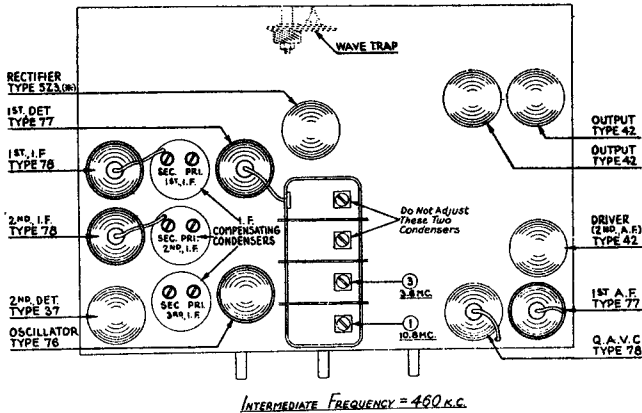 WAVE TRAP
RECTIFIER
TYPE 5Z3.(*)
1ST. DET
TYPE 77
1ST. I.F
TYPE 78
2ND. I.F.
TYPE 78
2ND. DET.
TYPE 37
OSCILLATOR
TYPE 76
SEC. PRI.
1ST. I.F.
SEC. PRI.
2ND. I.F.
SEC PRI.
3RD. I.F.
I.F.
COMPENSATING
CONDENSERS
Do Not Adjust
These Two
Condensers
3
3.8 MC.
1
10.8 MC.
OUTPUT
TYPE 42
OUTPUT
TYPE 42
DRIVER
(2ND. A.F.)
TYPE 42
1ST A.F.
TYPE 77
Q.A.V.C
TYPE 78
INTERMEDIATE FREQUENCY = 460 K.C.